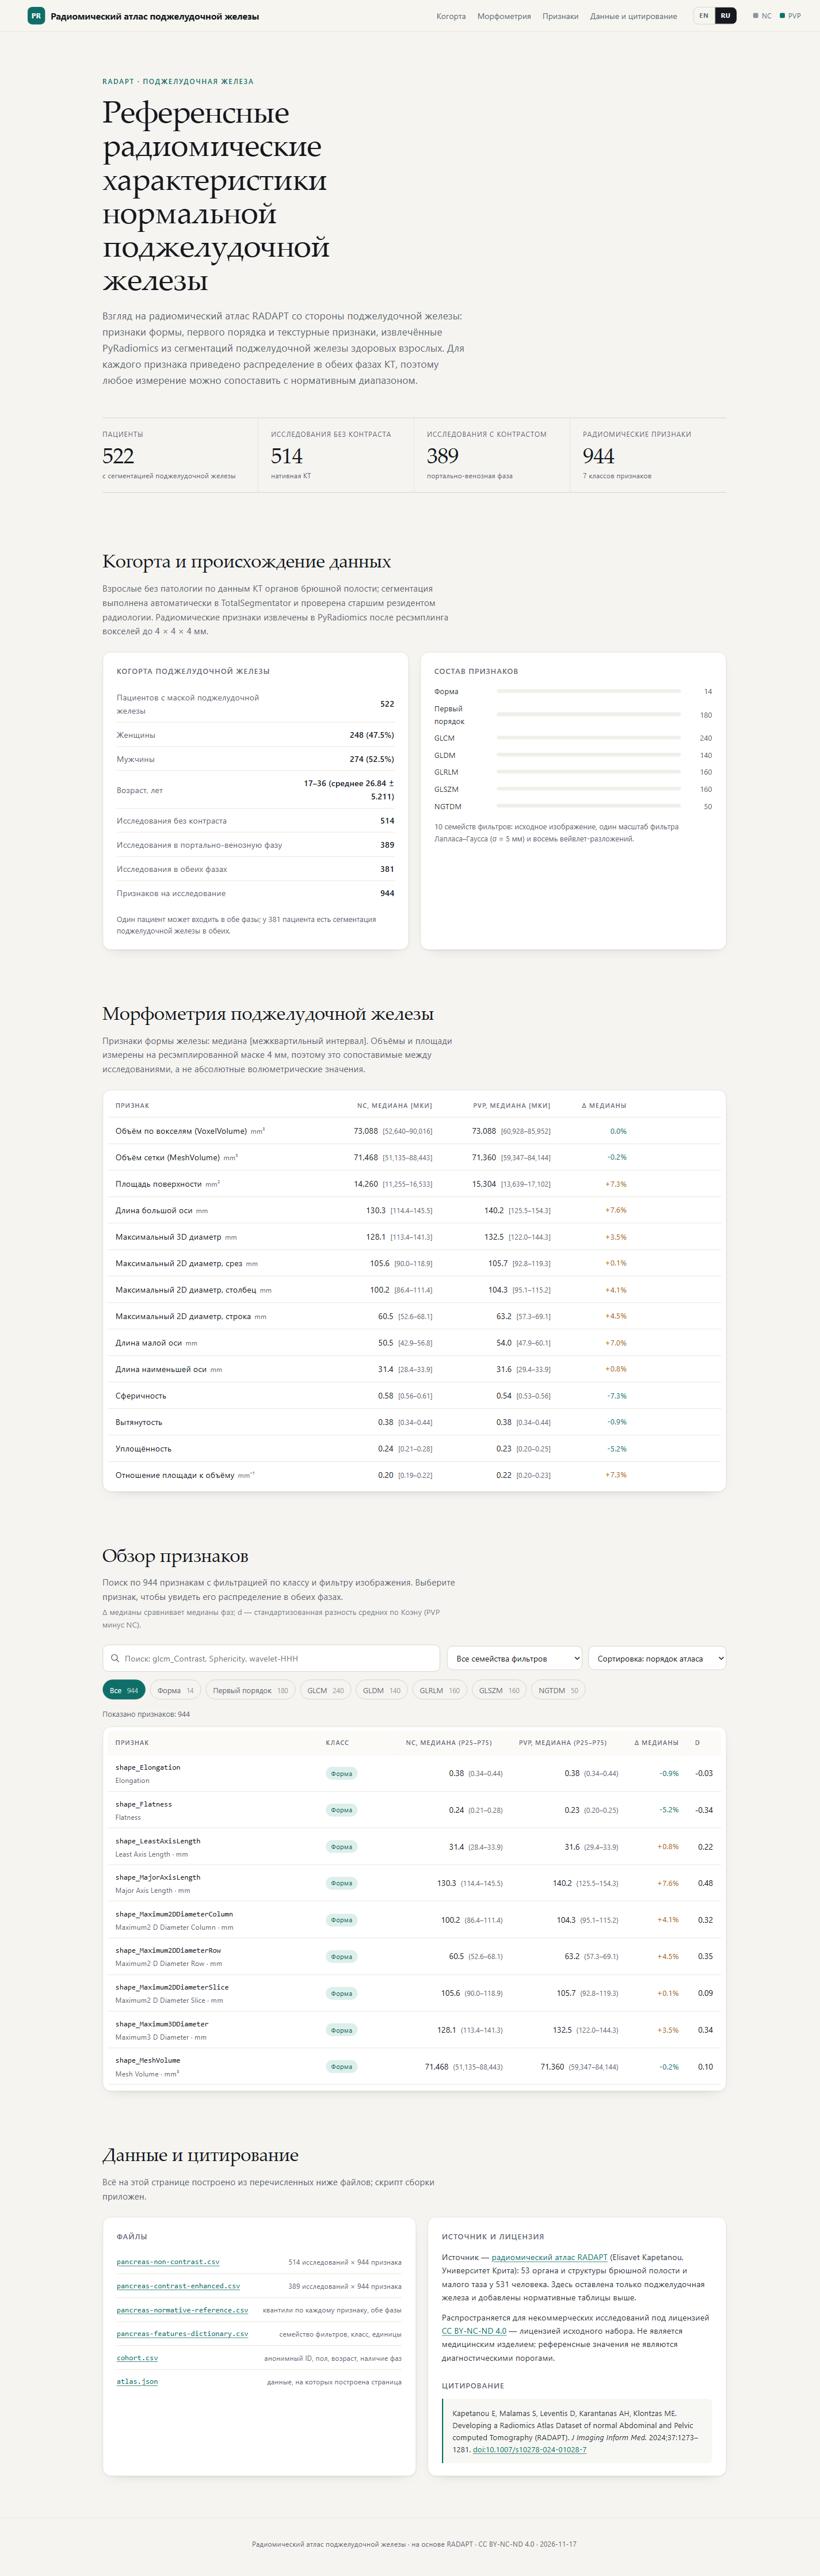 PR Радиомический атлас поджелудочной железы
Когорта Морфометрия Признаки Данные и цитирование EN RU NC PVP
RADAPT · ПОДЖЕЛУДОЧНАЯ ЖЕЛЕЗА
Референсные
радиомические
характеристики
нормальной
поджелудочной
железы
Взгляд на радиомический атлас RADAPT со стороны поджелудочной железы:
признаки формы, первого порядка и текстурные признаки, извлечённые
PyRadiomics из сегментаций поджелудочной железы здоровых взрослых. Для
каждого признака приведено распределение в обеих фазах КТ, поэтому
любое измерение можно сопоставить с нормативным диапазоном.
ПАЦИЕНТЫ
522
с сегментацией поджелудочной железы
ИССЛЕДОВАНИЯ БЕЗ КОНТРАСТА
514
нативная КТ
ИССЛЕДОВАНИЯ С КОНТРАСТОМ
389
портально-венозная фаза
РАДИОМИЧЕСКИЕ ПРИЗНАКИ
944
7 классов признаков
Когорта и происхождение данных
Взрослые без патологии по данным КТ органов брюшной полости; сегментация
выполнена автоматически в TotalSegmentator и проверена старшим резидентом
радиологии. Радиомические признаки извлечены в PyRadiomics после ресэмплинга
вокселей до 4 × 4 × 4 мм.
КОГОРТА ПОДЖЕЛУДОЧНОЙ ЖЕЛЕЗЫ
Пациентов с маской поджелудочной
железы 522
Женщины 248 (47.5%)
Мужчины 274 (52.5%)
Возраст, лет 17–36 (среднее 26.84 ±
5.211)
Исследования без контраста 514
Исследования в портально-венозную фазу 389
Исследования в обеих фазах 381
Признаков на исследование 944
Один пациент может входить в обе фазы; у 381 пациента есть сегментация
поджелудочной железы в обеих.
СОСТАВ ПРИЗНАКОВ
Форма 14
Первый
порядок 180
GLCM 240
GLDM 140
GLRLM 160
GLSZM 160
NGTDM 50
10 семейств фильтров: исходное изображение, один масштаб фильтра
Лапласа–Гаусса (σ = 5 мм) и восемь вейвлет-разложений.
Морфометрия поджелудочной железы
Признаки формы железы: медиана [межквартильный интервал]. Объёмы и площади
измерены на ресэмплированной маске 4 мм, поэтому это сопоставимые между
исследованиями, а не абсолютные волюметрические значения.
ПРИЗНАК NC, МЕДИАНА [МКИ] PVP, МЕДИАНА [МКИ] Δ МЕДИАНЫ
Объём по вокселям (VoxelVolume) mm³ 73,088 [52,640–90,016] 73,088 [60,928–85,952] 0.0%
Объём сетки (MeshVolume) mm³ 71,468 [51,135–88,443] 71,360 [59,347–84,144] -0.2%
Площадь поверхности mm² 14,260 [11,255–16,533] 15,304 [13,639–17,102] +7.3%
Длина большой оси mm 130.3 [114.4–145.5] 140.2 [125.5–154.3] +7.6%
Максимальный 3D диаметр mm 128.1 [113.4–141.3] 132.5 [122.0–144.3] +3.5%
Максимальный 2D диаметр, срез mm 105.6 [90.0–118.9] 105.7 [92.8–119.3] +0.1%
Максимальный 2D диаметр, столбец mm 100.2 [86.4–111.4] 104.3 [95.1–115.2] +4.1%
Максимальный 2D диаметр, строка mm 60.5 [52.6–68.1] 63.2 [57.3–69.1] +4.5%
Длина малой оси mm 50.5 [42.9–56.8] 54.0 [47.9–60.1] +7.0%
Длина наименьшей оси mm 31.4 [28.4–33.9] 31.6 [29.4–33.9] +0.8%
Сферичность 0.58 [0.56–0.61] 0.54 [0.53–0.56] -7.3%
Вытянутость 0.38 [0.34–0.44] 0.38 [0.34–0.44] -0.9%
Уплощённость 0.24 [0.21–0.28] 0.23 [0.20–0.25] -5.2%
Отношение площади к объёму mm⁻¹ 0.20 [0.19–0.22] 0.22 [0.20–0.23] +7.3%
Обзор признаков
Поиск по 944 признакам с фильтрацией по классу и фильтру изображения. Выберите
признак, чтобы увидеть его распределение в обеих фазах.
Δ медианы сравнивает медианы фаз; d — стандартизованная разность средних по Коэну (PVP
минус NC).
Поиск: glcm_Contrast, Sphericity, wavelet-HHH Все семейства фильтров Сортировка: порядок атласа
Все 944 Форма 14 Первый порядок 180 GLCM 240 GLDM 140 GLRLM 160 GLSZM 160 NGTDM 50
Показано признаков: 944
ПРИЗНАК КЛАСС NC, МЕДИАНА (P25–P75) PVP, МЕДИАНА (P25–P75) Δ МЕДИАНЫ D
shape_Elongation
Elongation Форма 0.38 (0.34–0.44) 0.38 (0.34–0.44) -0.9% -0.03
shape_Flatness
Flatness Форма 0.24 (0.21–0.28) 0.23 (0.20–0.25) -5.2% -0.34
shape_LeastAxisLength
Least Axis Length · mm Форма 31.4 (28.4–33.9) 31.6 (29.4–33.9) +0.8% 0.22
shape_MajorAxisLength
Major Axis Length · mm Форма 130.3 (114.4–145.5) 140.2 (125.5–154.3) +7.6% 0.48
shape_Maximum2DDiameterColumn
Maximum2 D Diameter Column · mm Форма 100.2 (86.4–111.4) 104.3 (95.1–115.2) +4.1% 0.32
shape_Maximum2DDiameterRow
Maximum2 D Diameter Row · mm Форма 60.5 (52.6–68.1) 63.2 (57.3–69.1) +4.5% 0.35
shape_Maximum2DDiameterSlice
Maximum2 D Diameter Slice · mm Форма 105.6 (90.0–118.9) 105.7 (92.8–119.3) +0.1% 0.09
shape_Maximum3DDiameter
Maximum3 D Diameter · mm Форма 128.1 (113.4–141.3) 132.5 (122.0–144.3) +3.5% 0.34
shape_MeshVolume
Mesh Volume · mm³ Форма 71,468 (51,135–88,443) 71,360 (59,347–84,144) -0.2% 0.10
Данные и цитирование
Всё на этой странице построено из перечисленных ниже файлов; скрипт сборки
приложен.
ФАЙЛЫ
pancreas-non-contrast.csv 514 исследований × 944 признака
pancreas-contrast-enhanced.csv 389 исследований × 944 признака
pancreas-normative-reference.csv квантили по каждому признаку, обе фазы
pancreas-features-dictionary.csv семейство фильтров, класс, единицы
cohort.csv анонимный ID, пол, возраст, наличие фаз
atlas.json данные, на которых построена страница
ИСТОЧНИК И ЛИЦЕНЗИЯ
Источник — радиомический атлас RADAPT (Elisavet Kapetanou,
Университет Крита): 53 органа и структуры брюшной полости и
малого таза у 531 человека. Здесь оставлена только поджелудочная
железа и добавлены нормативные таблицы выше.
Распространяется для некоммерческих исследований под лицензией
CC BY-NC-ND 4.0 — лицензией исходного набора. Не является
медицинским изделием; референсные значения не являются
диагностическими порогами.
ЦИТИРОВАНИЕ
Kapetanou E, Malamas S, Leventis D, Karantanas AH, Klontzas ME.
Developing a Radiomics Atlas Dataset of normal Abdominal and Pelvic
computed Tomography (RADAPT). J Imaging Inform Med. 2024;37:1273–
1281. doi:10.1007/s10278-024-01028-7
Радиомический атлас поджелудочной железы · на основе RADAPT · CC BY-NC-ND 4.0 · 2026-11-17